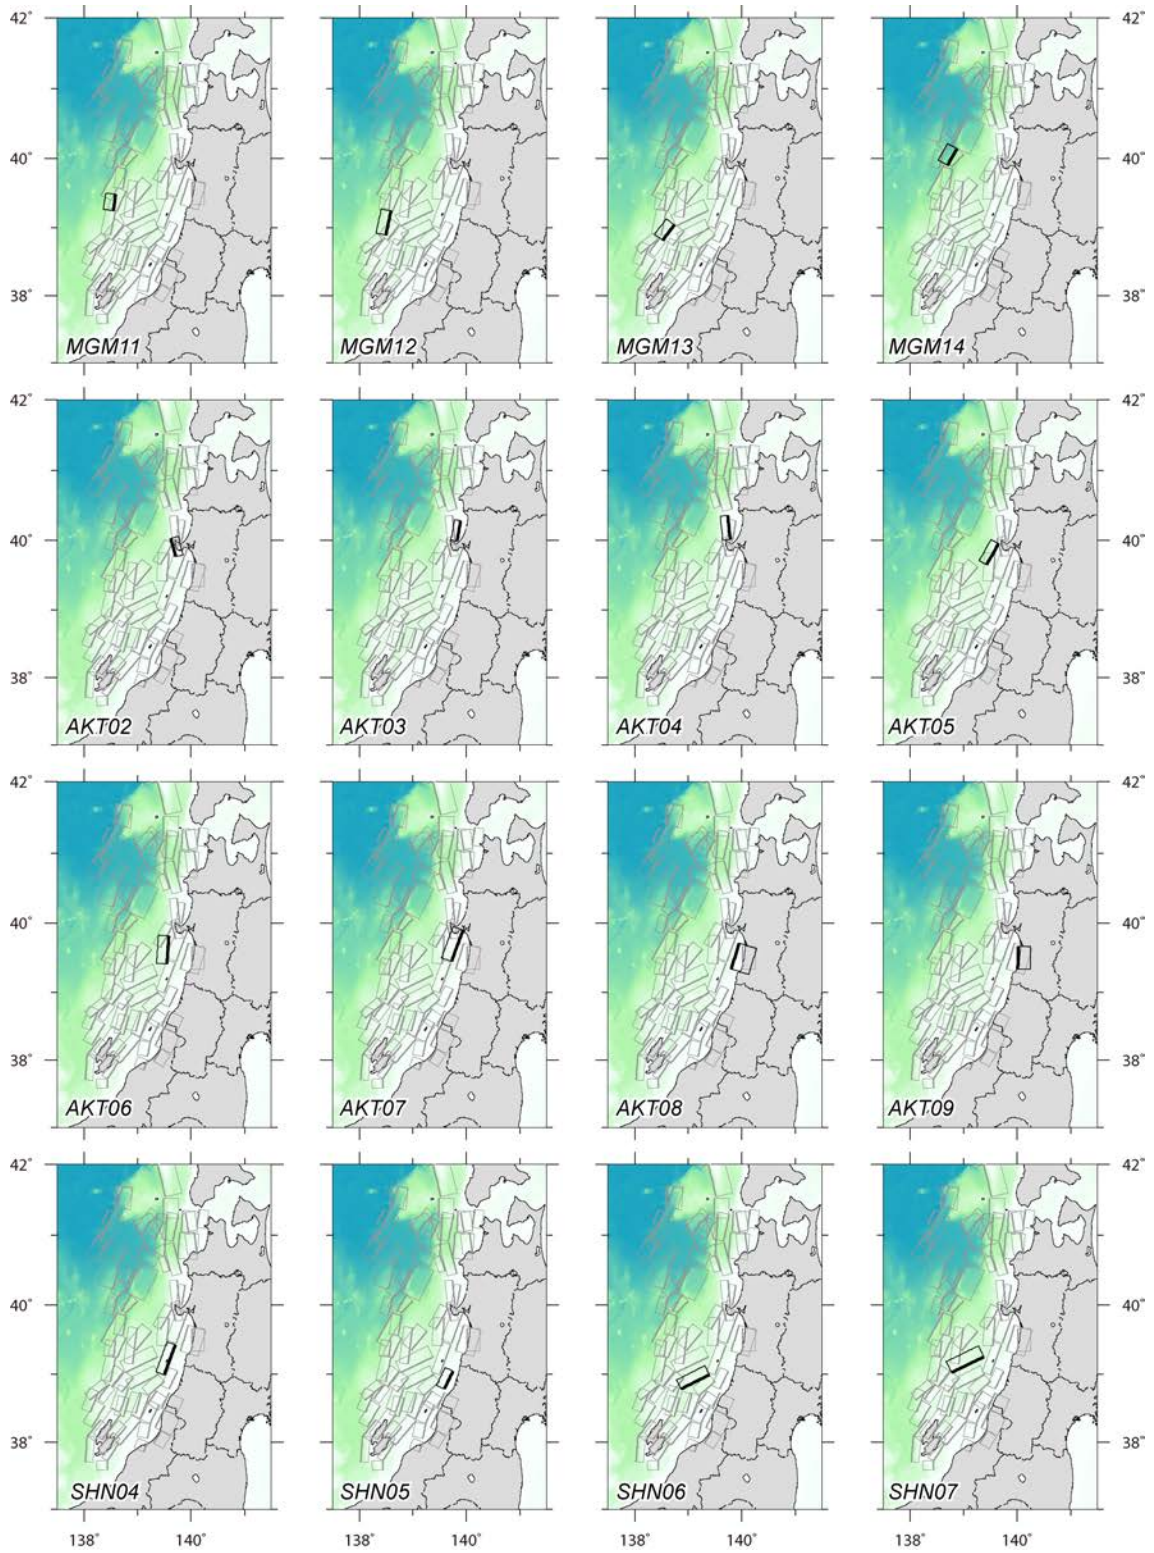 42° 42°
40° 40°
38° 38°
MGM11 MGM12 MGM13 MGM14
42° 42°
40° 40°
38° 38°
AKT02 AKT03 AKT04 AKT05
42° 42°
40° 40°
38° 38°
AKT06 AKT07 AKT08 AKT09
42° 42°
40° 40°
38° 38°
SHN04 SHN05 SHN06 SHN07
138° 140° 138° 140° 138° 140° 138° 140°